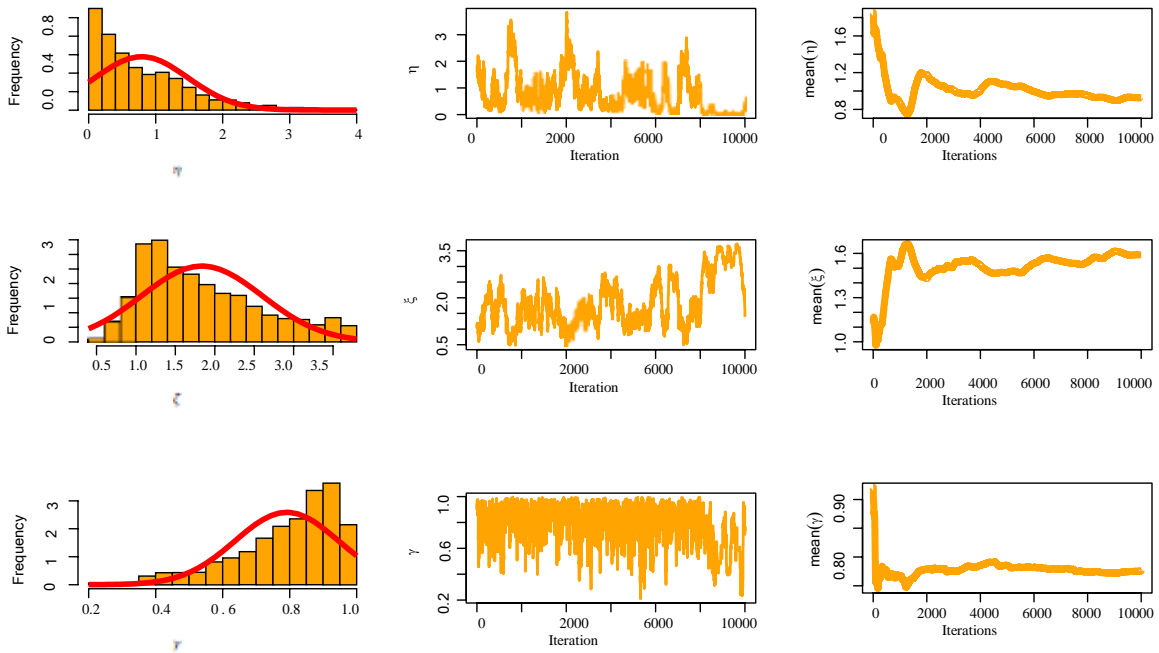 Frequency
0.0 0.4 0.8
0 1 2 3 4
η
η
0 1 2 3
0 2000 6000 10000
Iteration
mean(η)
0.8 1.2 1.6
0 2000 4000 6000 8000 10000
Iterations
Frequency
0 1 2 3
0.5 1.0 1.5 2.0 2.5 3.0 3.5
ξ
0.5 2.0 3.5
0 2000 6000 10000
Iteration
mean(ξ)
1.0 1.3 1.6
0 2000 4000 6000 8000 10000
Iterations
Frequency
0 1 2 3
0.2 0.4 0.6 0.8 1.0
γ
0.2 0.6 1.0
0 2000 6000 10000
Iteration
mean(γ)
0.80 0.90
0 2000 4000 6000 8000 10000
Iterations